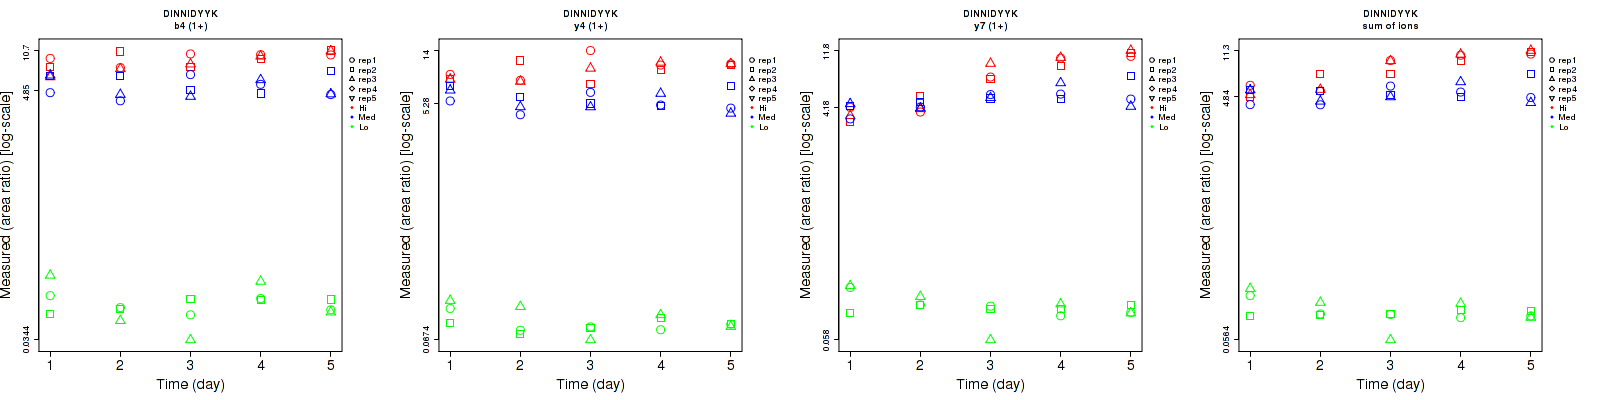 DINNIDYYK
b4 (1+)
Measured (area ratio) [log-scale]
10.7
4.85
0.0344
1 2 3 4 5
Time (day)
rep1
rep2
rep3
rep4
rep5
Hi
Med
Lo
DINNIDYYK
y4 (1+)
Measured (area ratio) [log-scale]
14
5.28
0.0674
1 2 3 4 5
Time (day)
rep1
rep2
rep3
rep4
rep5
Hi
Med
Lo
DINNIDYYK
y7 (1+)
Measured (area ratio) [log-scale]
11.8
4.18
0.058
1 2 3 4 5
Time (day)
rep1
rep2
rep3
rep4
rep5
Hi
Med
Lo
DINNIDYYK
sum of ions
Measured (area ratio) [log-scale]
11.3
4.84
0.0564
1 2 3 4 5
Time (day)
rep1
rep2
rep3
rep4
rep5
Hi
Med
Lo